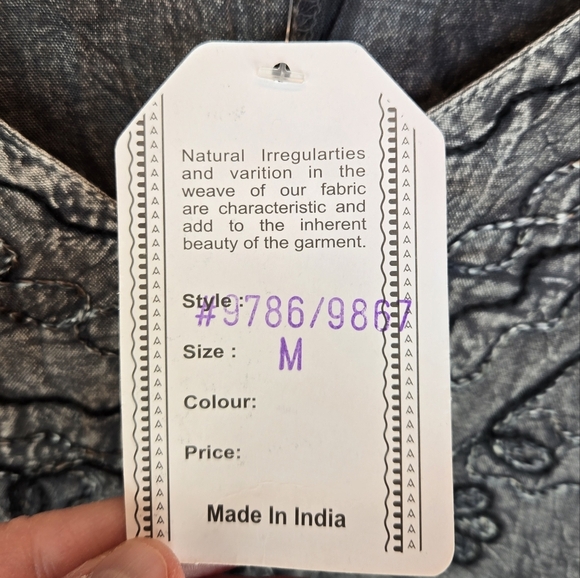 Natural Irregularties
and varition in the
weave of our fabric
are characteristic and
add to the inherent
beauty of the garment.
Style : #9786/9867
Size : M
Colour:
Price:
Made In India